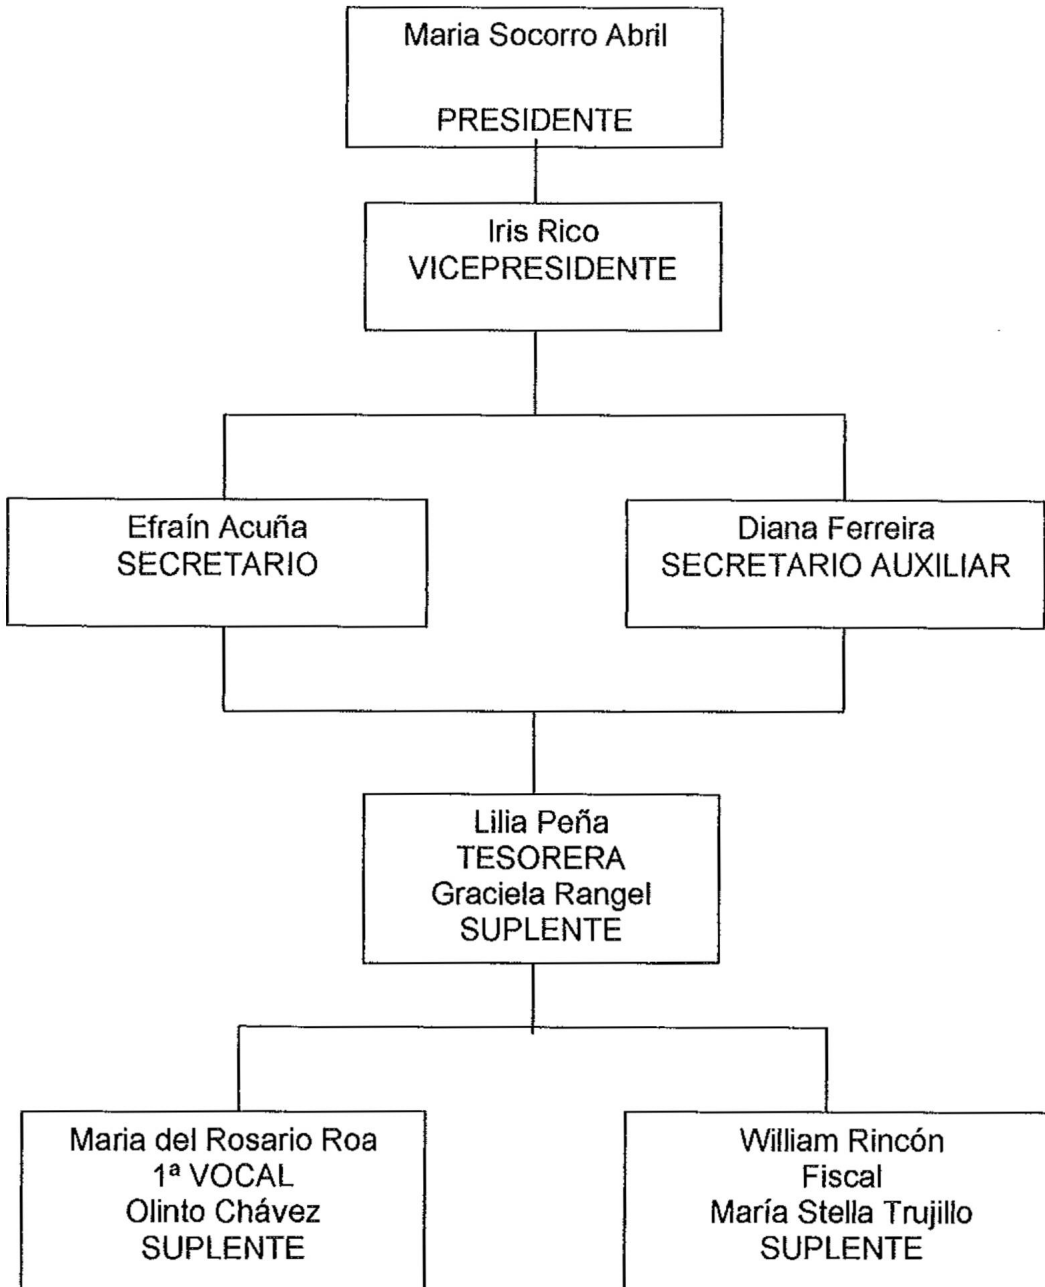 Maria Socorro Abril
PRESIDENTE
Iris Rico
VICEPRESIDENTE
Efraín Acuña
SECRETARIO
Diana Ferreira
SECRETARIO AUXILIAR
Lilia Peña
TESORERA
Graciela Rangel
SUPLENTE
Maria del Rosario Roa
1ª VOCAL
Olinto Chávez
SUPLENTE
William Rincón
Fiscal
María Stella Trujillo
SUPLENTE